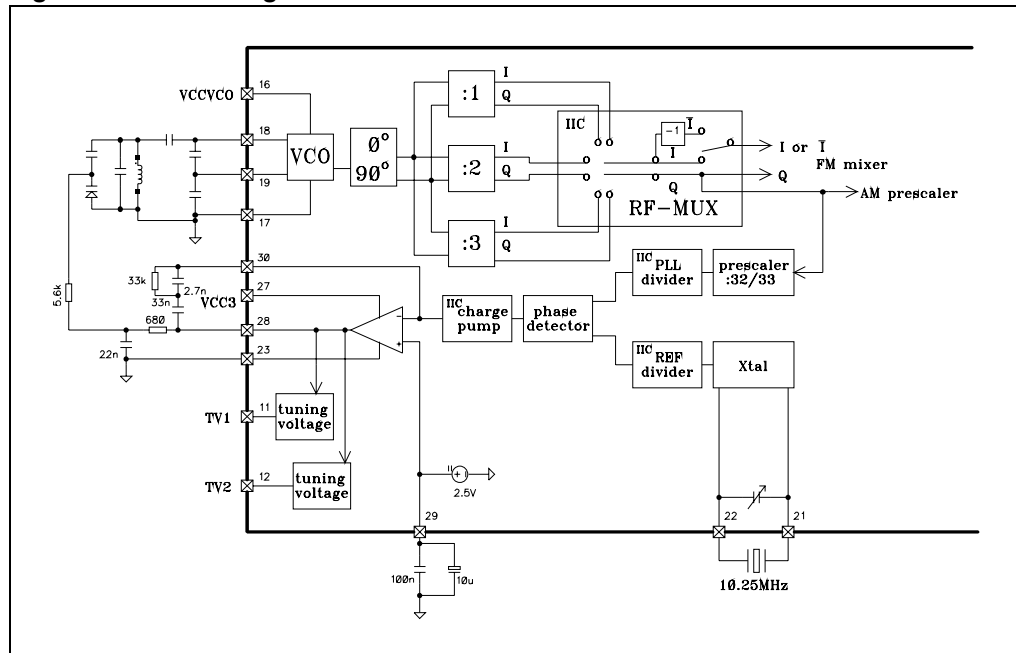 VCCVCO
16
18
19
17
VCO
0°
90°
:1
I
Q
:2
I
Q
:3
I
Q
IIC
-1
I
I
Q
RF-MUX
I or I
FM mixer
Q
AM prescaler
30
33k
2.7n
33n
5.6k
VCC3
27
680
28
22n
23
-
+
IIC
charge
pump
phase
detector
IIC
PLL
divider
prescaler
:32/33
IIC
REF
divider
Xtal
TV1
11
tuning
voltage
TV2
12
tuning
voltage
2.5V
29
100n
10u
22
21
10.25MHz